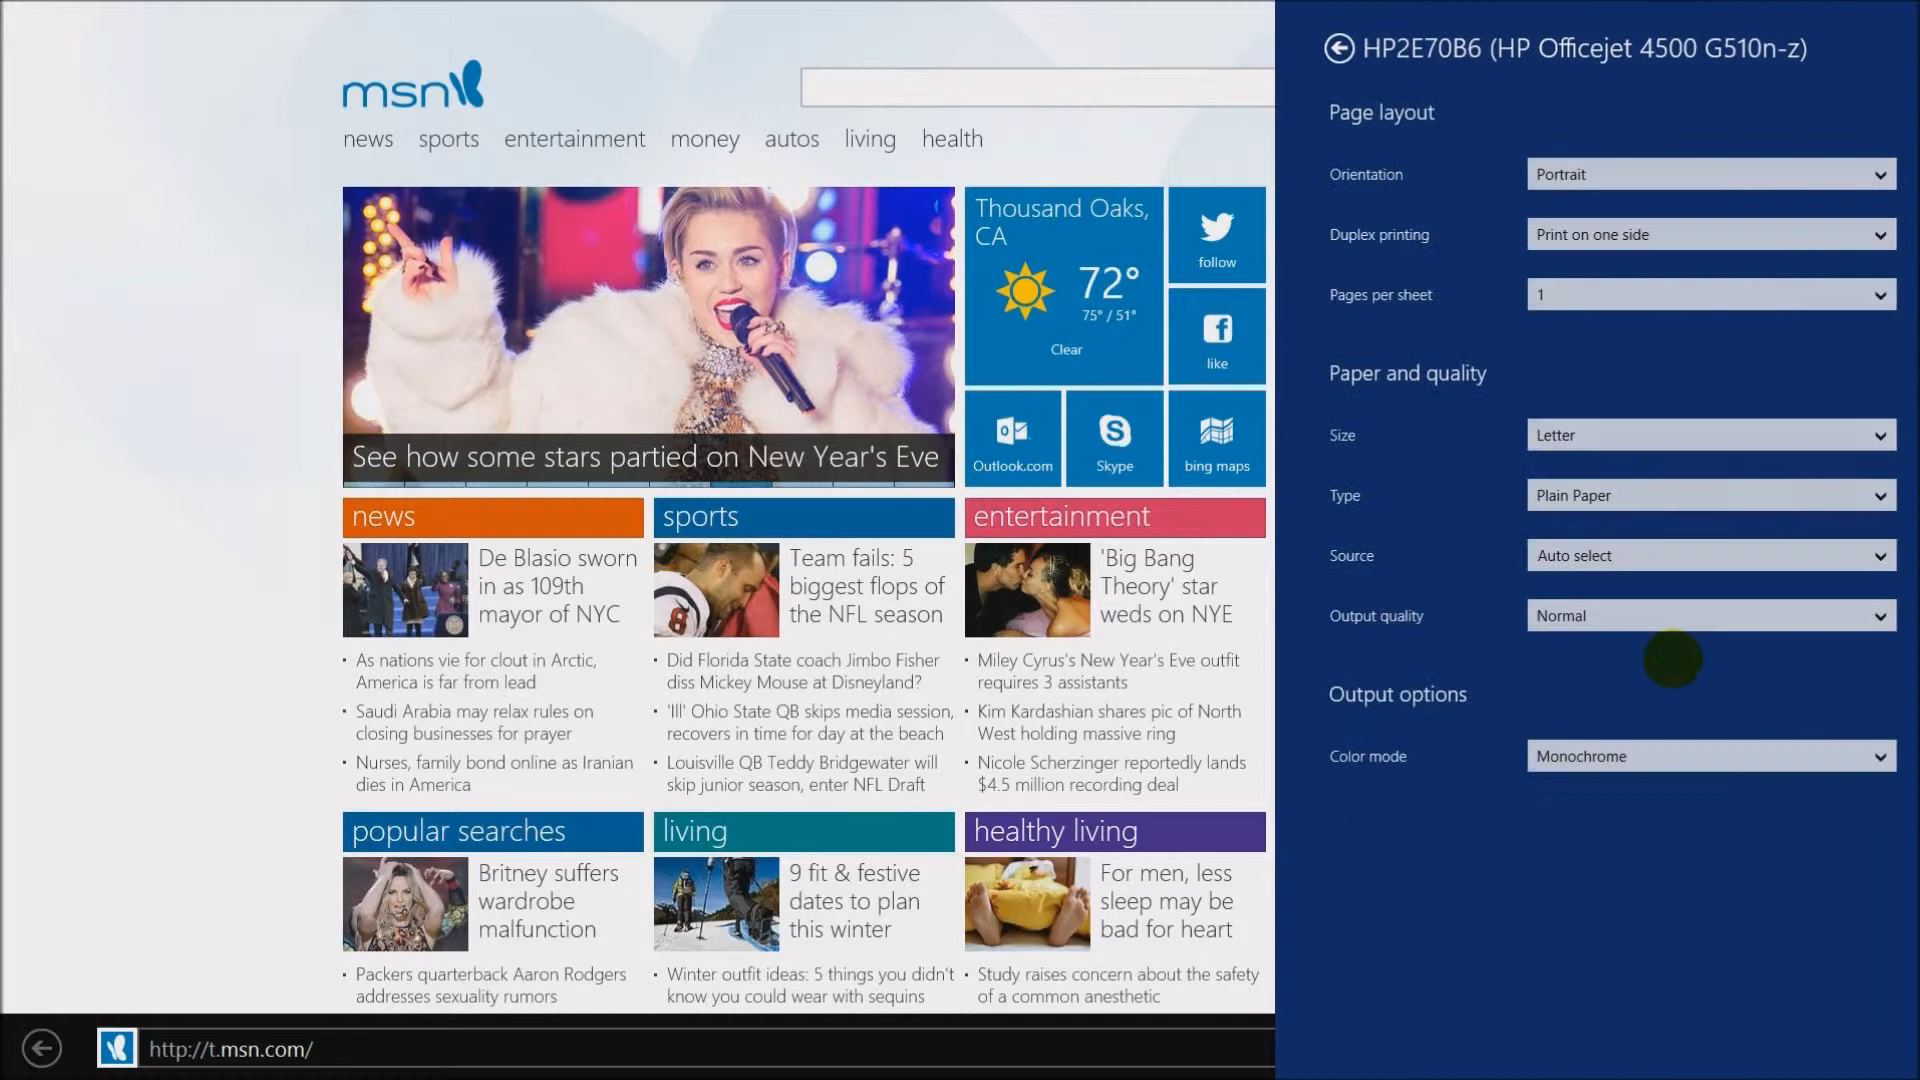 msn
news sports entertainment money autos living health
See how some stars partied on New Year's Eve
Thousand Oaks,
CA
72°
75° / 51°
Clear
follow
like
Outlook.com
Skype
bing maps
news
De Blasio sworn
in as 109th
mayor of NYC
As nations vie for clout in Arctic,
America is far from lead
Saudi Arabia may relax rules on
closing businesses for prayer
Nurses, family bond online as Iranian
dies in America
sports
Team fails: 5
biggest flops of
the NFL season
8
Did Florida State coach Jimbo Fisher
diss Mickey Mouse at Disneyland?
'Ill' Ohio State QB skips media session,
recovers in time for day at the beach
Louisville QB Teddy Bridgewater will
skip junior season, enter NFL Draft
entertainment
'Big Bang
Theory' star
weds on NYE
Miley Cyrus's New Year's Eve outfit
requires 3 assistants
Kim Kardashian shares pic of North
West holding massive ring
Nicole Scherzinger reportedly lands
$4.5 million recording deal
popular searches
Britney suffers
wardrobe
malfunction
Packers quarterback Aaron Rodgers
addresses sexuality rumors
living
9 fit & festive
dates to plan
this winter
Winter outfit ideas: 5 things you didn't
know you could wear with sequins
healthy living
For men, less
sleep may be
bad for heart
Study raises concern about the safety
of a common anesthetic
http://t.msn.com/
HP2E70B6 (HP Officejet 4500 G510n-z)
Page layout
Orientation Portrait
Duplex printing Print on one side
Pages per sheet 1
Paper and quality
Size Letter
Type Plain Paper
Source Auto select
Output quality Normal
Output options
Color mode Monochrome